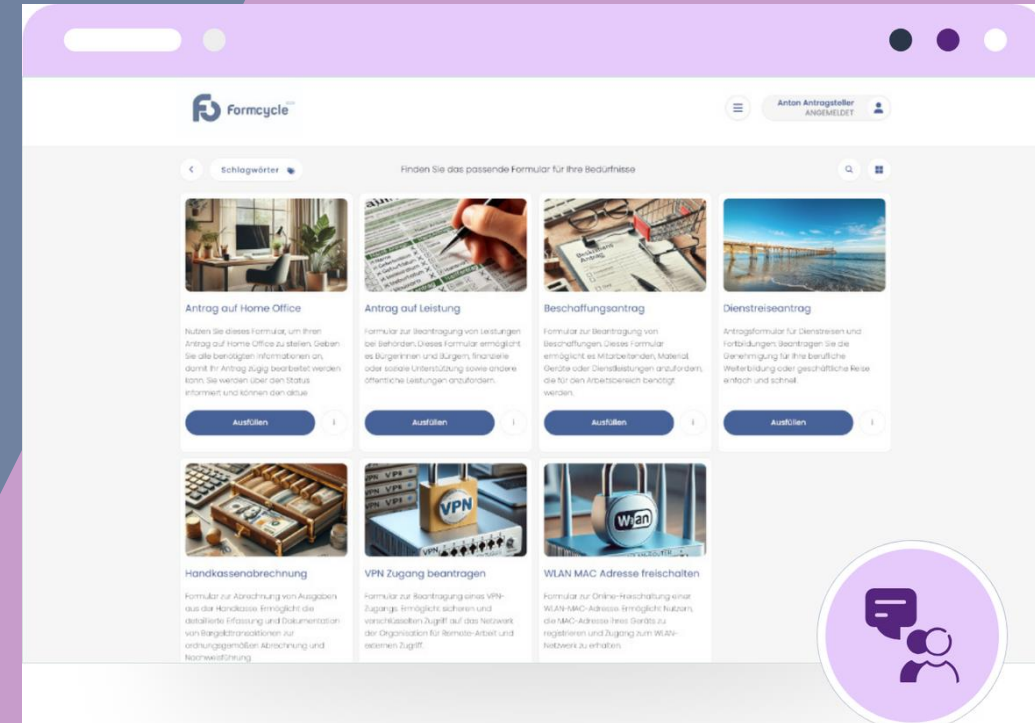 Formcycle
Anton Antragsteller
ANGEMELDET
Schlagwörter
Finden Sie das passende Formular für Ihre Bedürfnisse
Antrag auf Home Office
Nutzen Sie dieses Formular, um Ihren
Antrag auf Home Office zu stellen. Geben
Sie alle benötigten Informationen an,
damit Ihr Antrag zügig bearbeitet werden
kann. Sie werden über den Status
informiert und können den aktue
Ausfüllen
i
Antrag auf Leistung
Formular zur Beantragung von Leistungen
bei Behörden. Dieses Formular ermöglicht
es Bürgerinnen und Bürgern, finanzielle
oder soziale Unterstützung sowie andere
öffentliche Leistungen anzufordern.
Ausfüllen
i
Beschaffungsantrag
Formular zur Beantragung von
Beschaffungen. Dieses Formular
ermöglicht es Mitarbeitenden, Material,
Geräte oder Dienstleistungen anzufordern,
die für den Arbeitsbereich benötigt
werden.
Ausfüllen
i
Dienstreiseantrag
Antragsformular für Dienstreisen und
Fortbildungen: Beantragen Sie die
Genehmigung für Ihre berufliche
Weiterbildung oder geschäftliche Reise
einfach und schnell.
Ausfüllen
i
Handkassenabrechnung
Formular zur Abrechnung von Ausgaben
aus der Handkasse. Ermöglicht die
detaillierte Erfassung und Dokumentation
von Bargeldtransaktionen zur
ordnungsgemäßen Abrechnung und
Nachweisführung
VPN
VPN Zugang beantragen
Formular zur Beantragung eines VPN-
Zugangs. Ermöglicht sicheren und
verschlüsselten Zugriff auf das Netzwerk
der Organisation für Remote-Arbeit und
externen Zugriff.
Wlan
WLAN MAC Adresse freischalten
Formular zur Online-Freischaltung einer
WLAN-MAC-Adresse. Ermöglicht Nutzern,
die MAC-Adresse ihres Geräts zu
registrieren und Zugang zum WLAN-
Netzwerk zu erhalten.